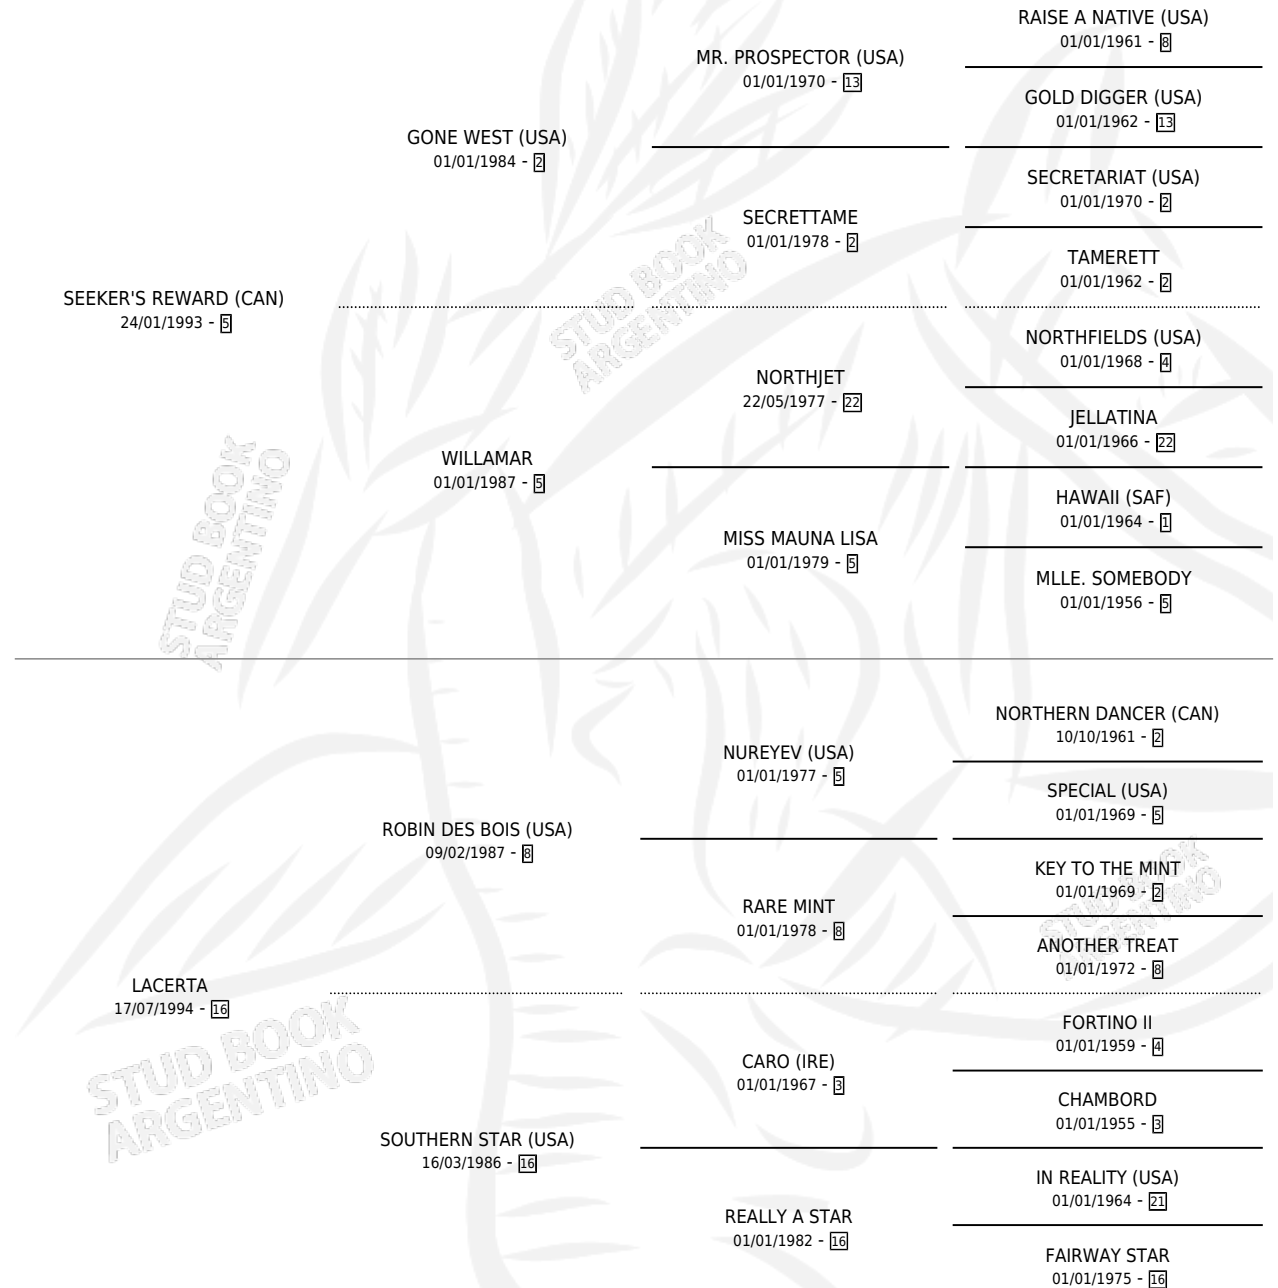 RAISE A NATIVE (USA)
01/01/1961 - 8
MR. PROSPECTOR (USA)
01/01/1970 - 13
GOLD DIGGER (USA)
01/01/1962 - 13
GONE WEST (USA)
01/01/1984 - 2
SECRETARIAT (USA)
01/01/1970 - 2
SECRETTAME
01/01/1978 - 2
TAMERETT
01/01/1962 - 2
SEEKER'S REWARD (CAN)
24/01/1993 - 5
NORTHFIELDS (USA)
01/01/1968 - 4
NORTHJET
22/05/1977 - 22
JELLATINA
01/01/1966 - 22
WILLAMAR
01/01/1987 - 5
HAWAII (SAF)
01/01/1964 - 1
MISS MAUNA LISA
01/01/1979 - 5
MLLE. SOMEBODY
01/01/1956 - 5
STUD BOOK
ARGENTINO
STUD BOOK
ARGENTINO
NORTHERN DANCER (CAN)
10/10/1961 - 2
NUREYEV (USA)
01/01/1977 - 5
SPECIAL (USA)
01/01/1969 - 5
ROBIN DES BOIS (USA)
09/02/1987 - 8
KEY TO THE MINT
01/01/1969 - 2
RARE MINT
01/01/1978 - 8
ANOTHER TREAT
01/01/1972 - 8
STUD BOOK
ARGENTINO
LACERTA
17/07/1994 - 16
FORTINO II
01/01/1959 - 4
CARO (IRE)
01/01/1967 - 3
CHAMBORD
01/01/1955 - 3
STUD BOOK
ARGENTINO
SOUTHERN STAR (USA)
16/03/1986 - 16
IN REALITY (USA)
01/01/1964 - 21
REALLY A STAR
01/01/1982 - 16
FAIRWAY STAR
01/01/1975 - 16